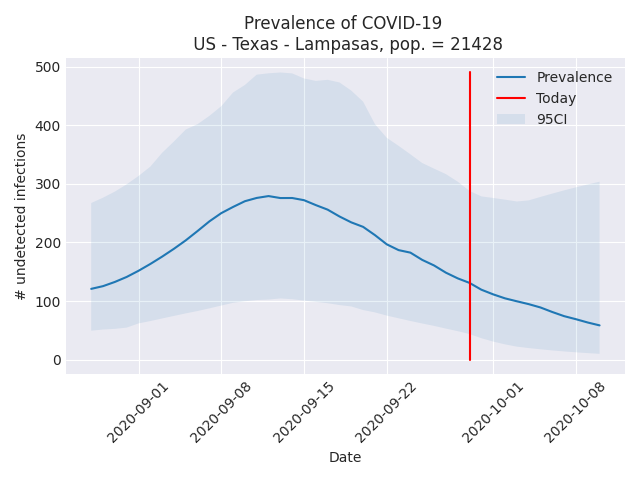 Prevalence of COVID-19
US - Texas - Lampasas, pop. = 21428
500
400
300
200
100
0
# undetected infections
Prevalence
Today
95CI
2020-09-01
2020-09-08
2020-09-15
2020-09-22
2020-10-01
2020-10-08
Date